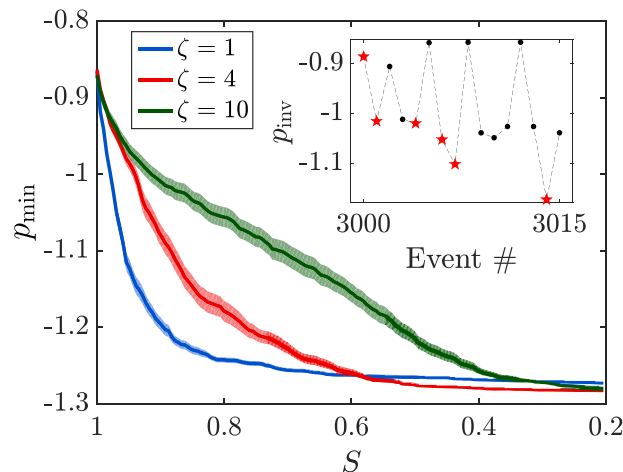 -0.8
-0.9
-1
-1.1
-1.2
-1.3
p_min
1
0.8
0.6
0.4
0.2
S
ζ = 1
ζ = 4
ζ = 10
-0.9
-1
-1.1
p_inv
3000
3015
Event #